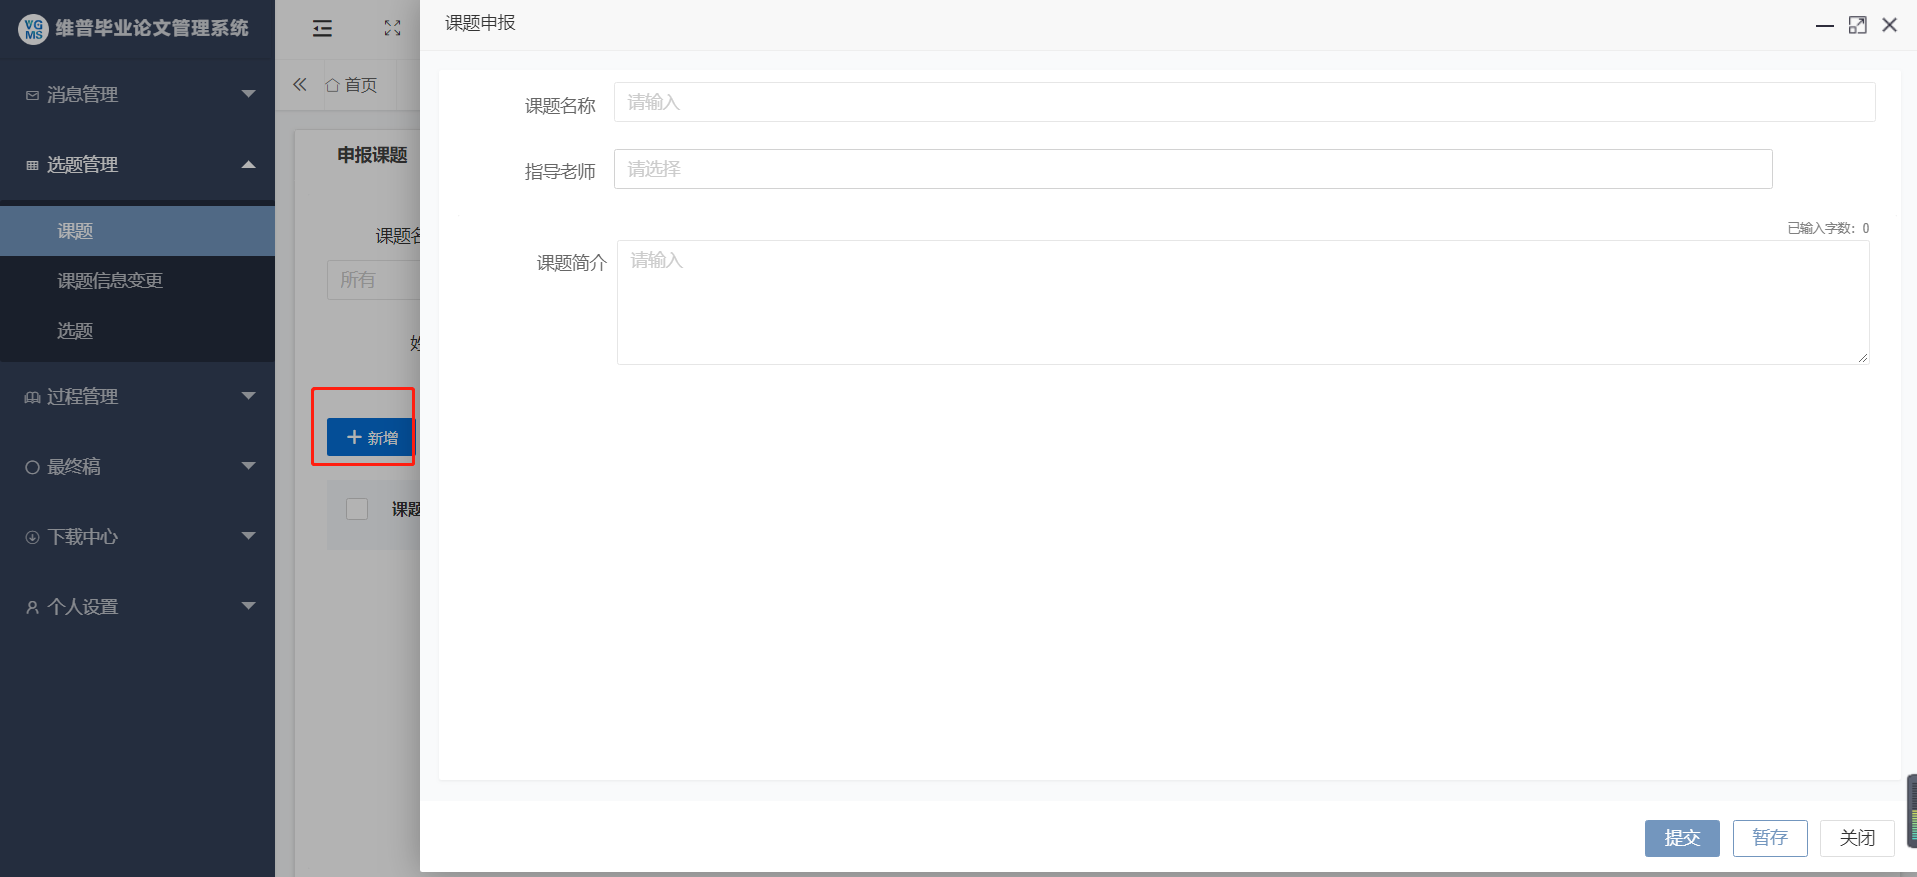 VG
MS
维普毕业论文管理系统
消息管理
选题管理
课题
课题信息变更
选题
过程管理
最终稿
下载中心
个人设置
首页
申报课题
课题名
所有
新增
课题
课题申报
课题名称
请输入
指导老师
请选择
已输入字数：0
课题简介
请输入
提交
暂存
关闭